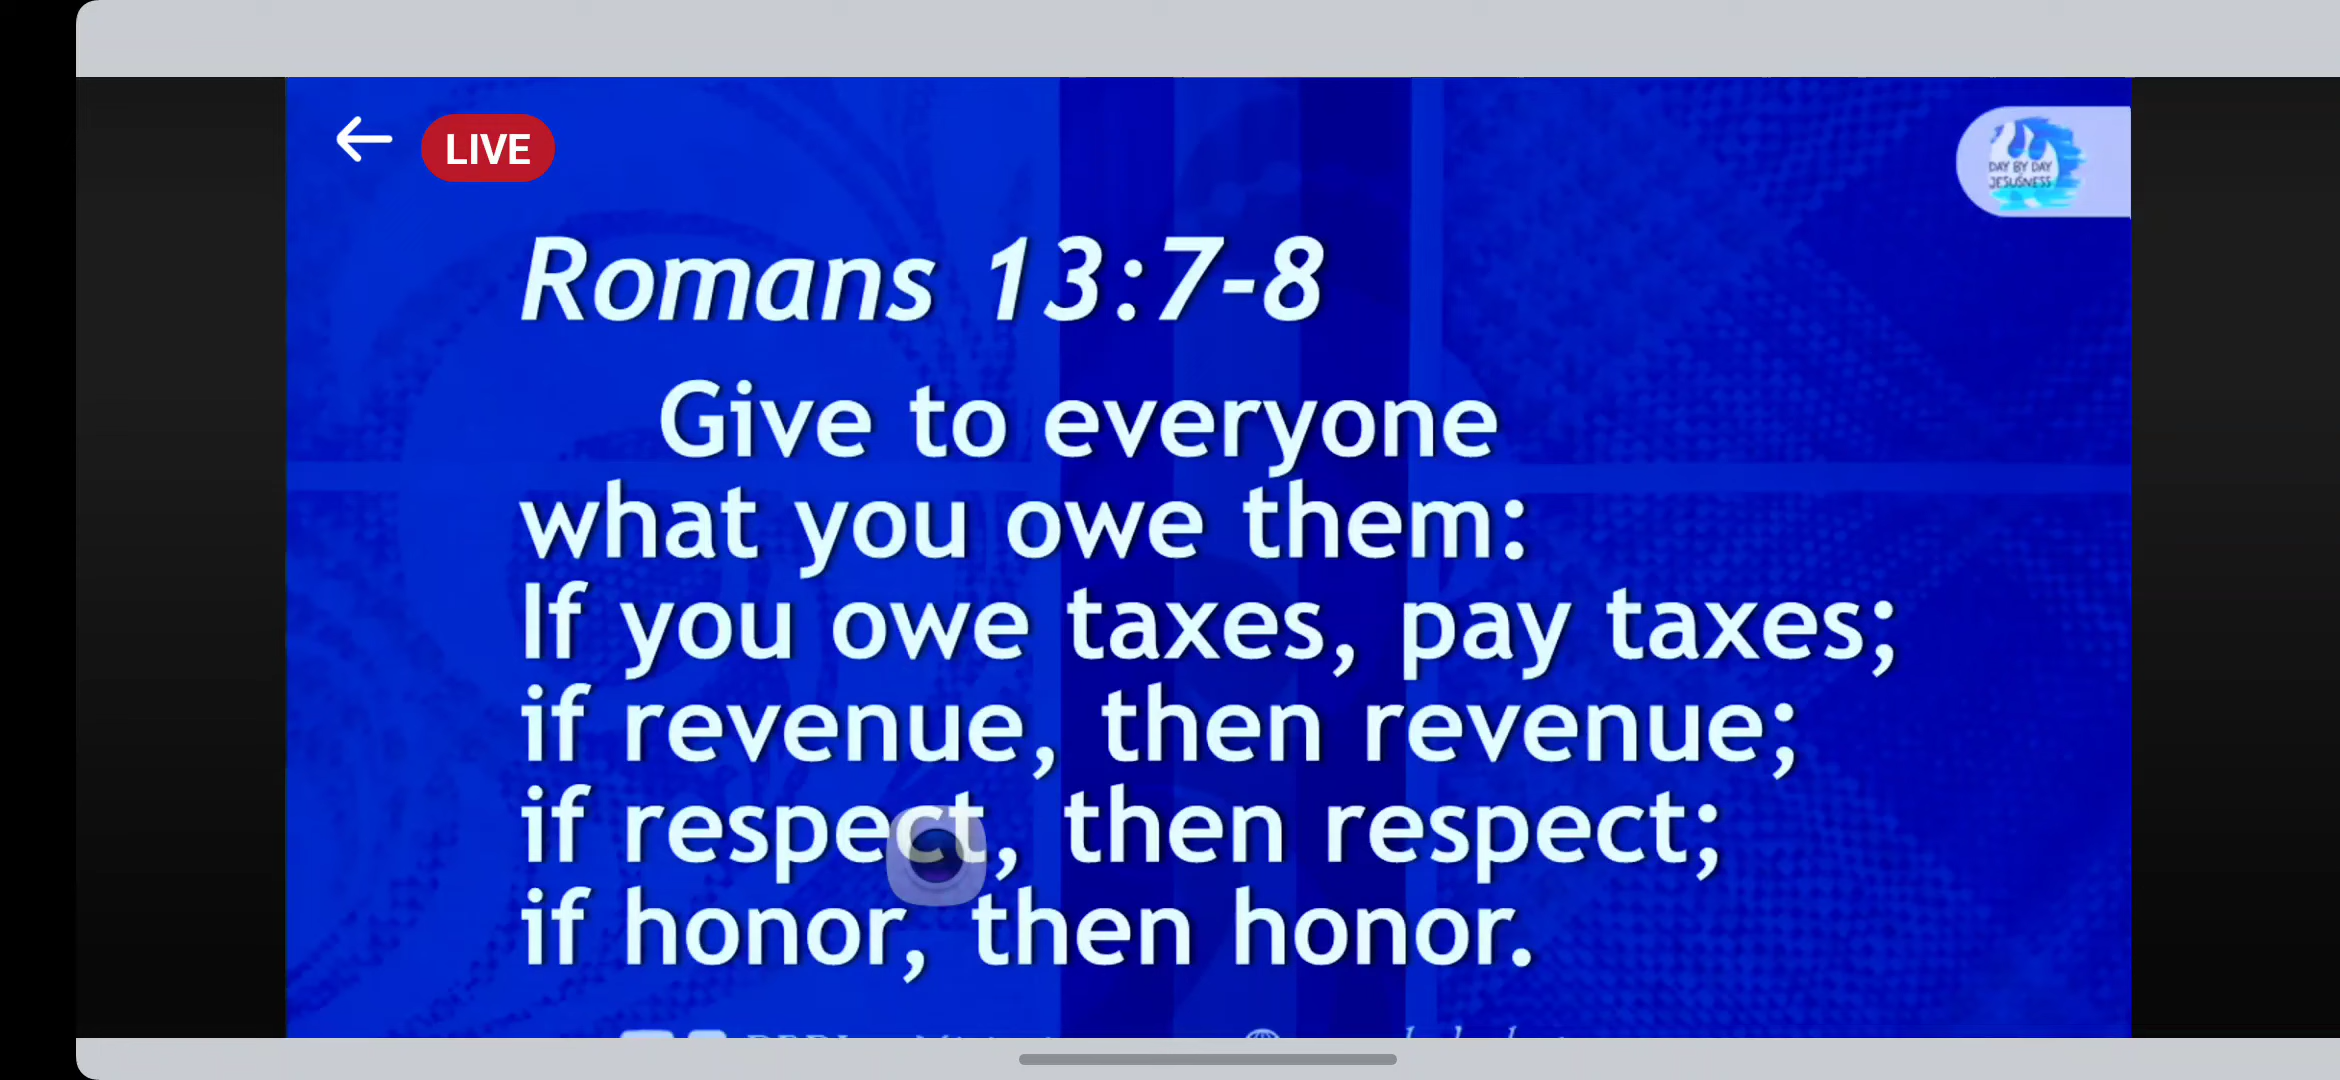 LIVE
DAY BY DAY
JESUSNESS
Romans 13:7-8
Give to everyone
what you owe them:
If you owe taxes, pay taxes;
if revenue, then revenue;
if respect, then respect;
if honor, then honor.